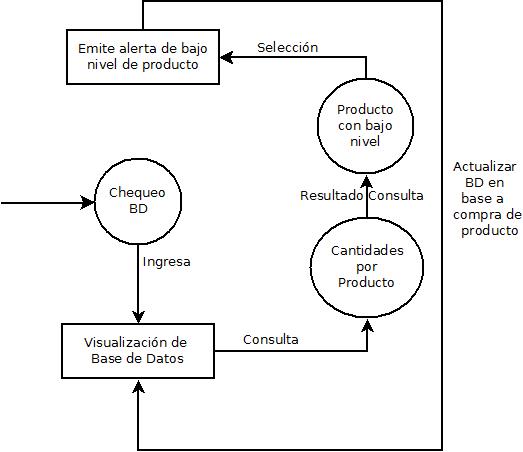 Emite alerta de bajo
nivel de producto
Selección
Producto
con bajo
nivel
Actualizar
BD en
base a
compra de
producto
Chequeo
BD
Resultado Consulta
Ingresa
Cantidades
por
Producto
Visualización de
Base de Datos
Consulta